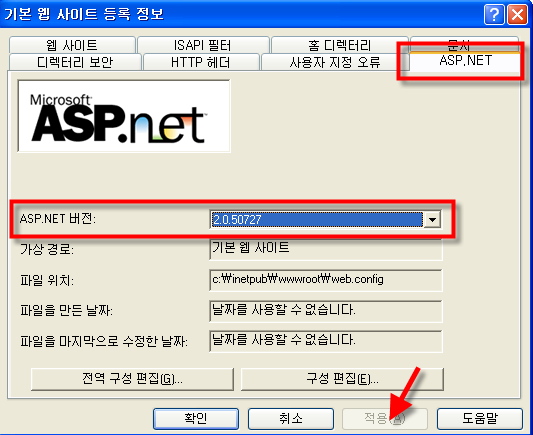 기본 웹 사이트 등록 정보
웹 사이트 ISAPI 필터 홈 디렉터리 문서
디렉터리 보안 HTTP 헤더 사용자 지정 오류 ASP.NET
Microsoft
ASP.net
ASP.NET 버전: 2.0.50727
가상 경로: 기본 웹 사이트
파일 위치: c:₩inetpub₩wwwroot₩web.config
파일을 만든 날짜: 날짜를 사용할 수 없습니다.
파일을 마지막으로 수정한 날짜: 날짜를 사용할 수 없습니다.
전역 구성 편집(G)... 구성 편집(E)...
확인 취소 적용(A) 도움말